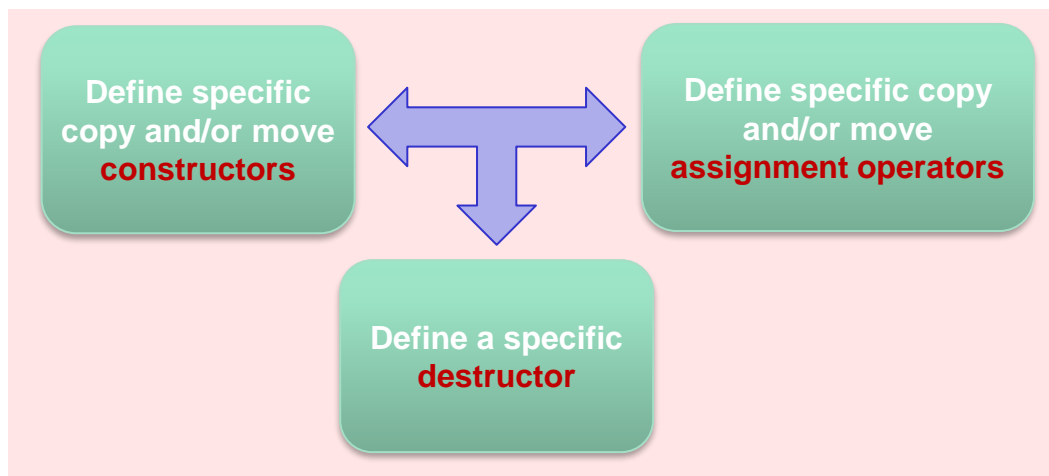 Define specific
copy and/or move
constructors
Define specific copy
and/or move
assignment operators
Define a specific
destructor